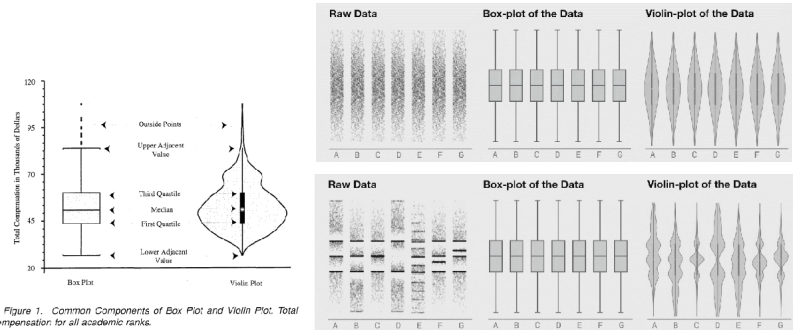 Total Compensation in Thousands of Dollars
120
95
70
45
20
Outside Points
Upper Adjacent
Value
Third Quartile
Median
First Quartile
Lower Adjacent
Value
Box Plot
Violin Plot
Figure 1. Common Components of Box Plot and Violin Plot. Total
mpensation for all academic ranks.
Raw Data
A B C D E F G
Box-plot of the Data
A B C D E F G
Violin-plot of the Data
A B C D E F G
Raw Data
A B C D E F G
Box-plot of the Data
A B C D E F G
Violin-plot of the Data
A B C D E F G